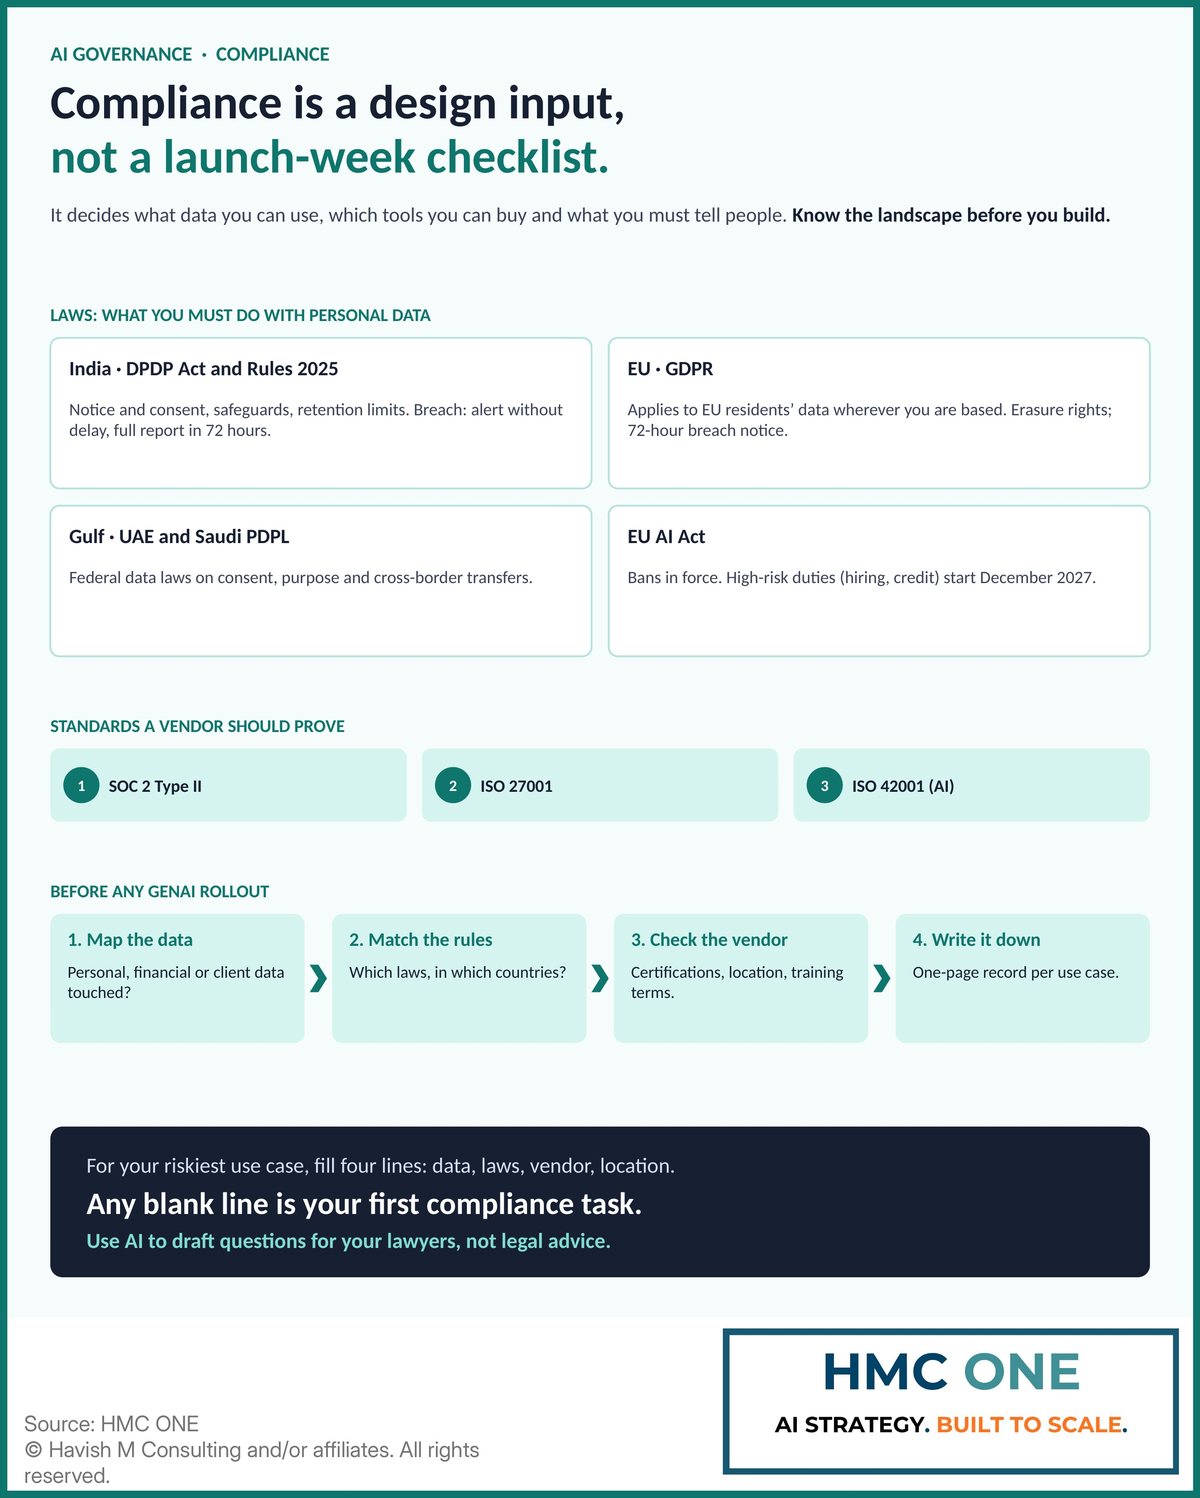 AI GOVERNANCE · COMPLIANCE
Compliance is a design input,
not a launch-week checklist.
It decides what data you can use, which tools you can buy and what you must tell people. Know the landscape before you build.
LAWS: WHAT YOU MUST DO WITH PERSONAL DATA
India · DPDP Act and Rules 2025
Notice and consent, safeguards, retention limits. Breach: alert without
delay, full report in 72 hours.
EU · GDPR
Applies to EU residents’ data wherever you are based. Erasure rights;
72-hour breach notice.
Gulf · UAE and Saudi PDPL
Federal data laws on consent, purpose and cross-border transfers.
EU AI Act
Bans in force. High-risk duties (hiring, credit) start December 2027.
STANDARDS A VENDOR SHOULD PROVE
1 SOC 2 Type II
2 ISO 27001
3 ISO 42001 (AI)
BEFORE ANY GENAI ROLLOUT
1. Map the data
Personal, financial or client data
touched?
2. Match the rules
Which laws, in which countries?
3. Check the vendor
Certifications, location, training
terms.
4. Write it down
One-page record per use case.
For your riskiest use case, fill four lines: data, laws, vendor, location.
Any blank line is your first compliance task.
Use AI to draft questions for your lawyers, not legal advice.
HMC ONE
AI STRATEGY. BUILT TO SCALE.
Source: HMC ONE
© Havish M Consulting and/or affiliates. All rights
reserved.